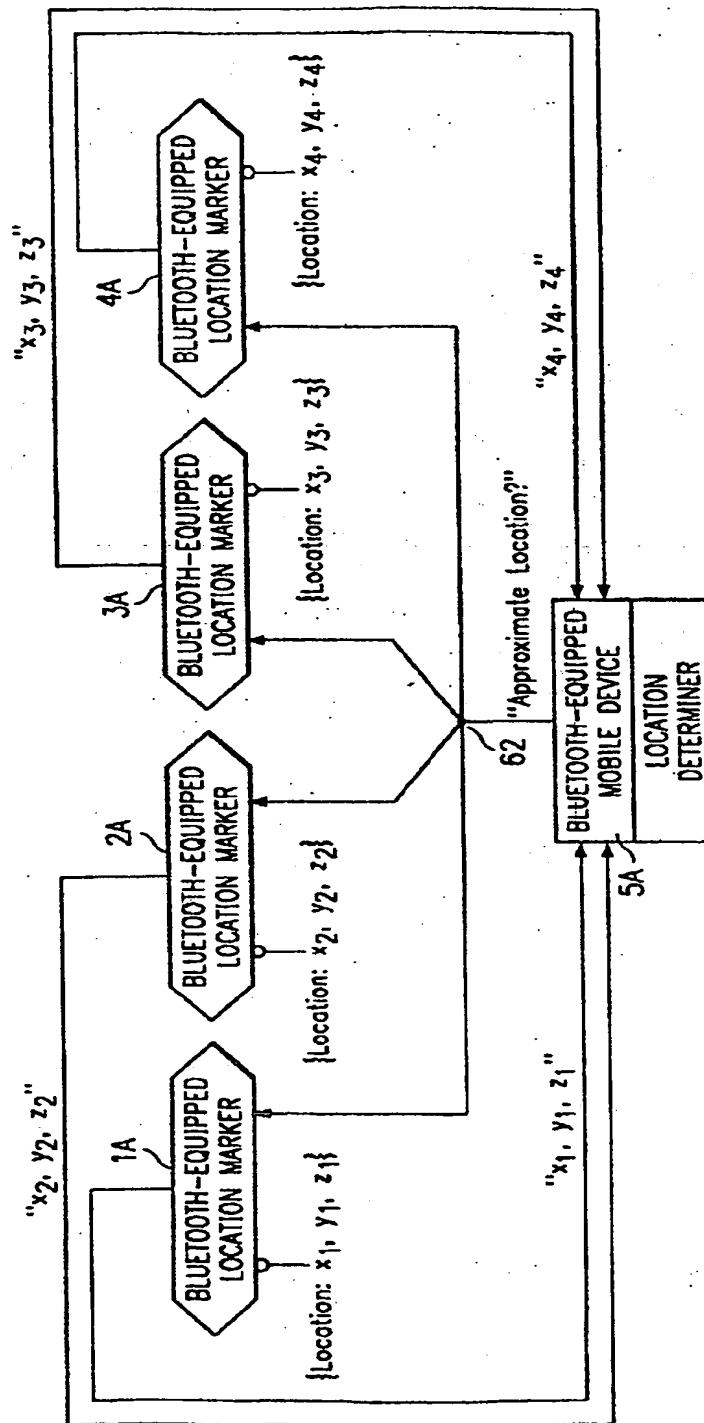 "x2, y2, z2"
"x3, y3, z3"
1A
BLUETOOTH-EQUIPPED
LOCATION MARKER
{Location: x1, y1, z1}
2A
BLUETOOTH-EQUIPPED
LOCATION MARKER
{Location: x2, y2, z2}
3A
BLUETOOTH-EQUIPPED
LOCATION MARKER
{Location: x3, y3, z3}
4A
BLUETOOTH-EQUIPPED
LOCATION MARKER
{Location: x4, y4, z4}
62
"Approximate Location?"
"x1, y1, z1"
"x4, y4, z4"
BLUETOOTH-EQUIPPED
MOBILE DEVICE
5A
LOCATION
DETERMINER